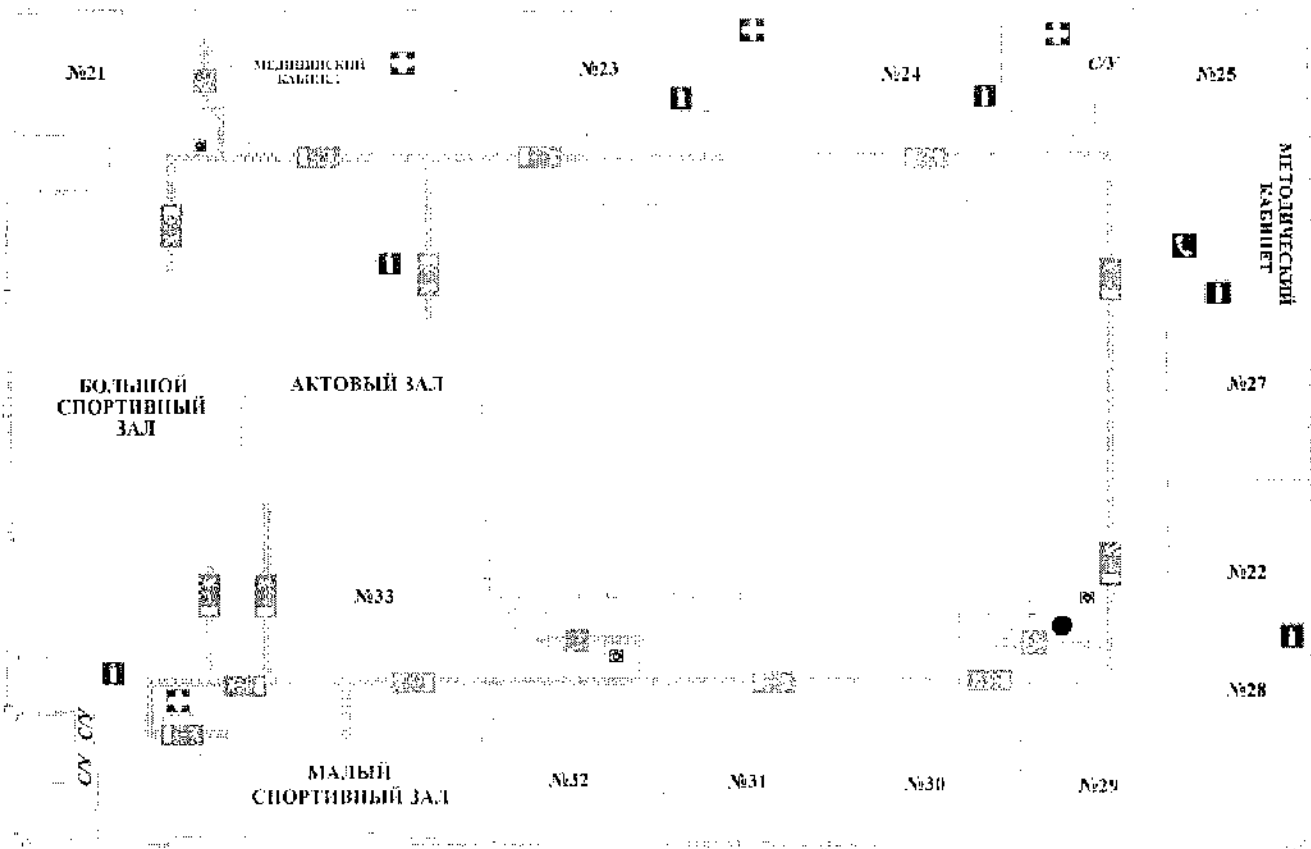 №21
МЕДИЦИНСКИЙ
КАБИНЕТ
№23
№24
С/У
№25
МЕТОДИЧЕСКИЙ
КАБИНЕТ
БОЛЬШОЙ
СПОРТИВНЫЙ
ЗАЛ
АКТОВЫЙ ЗАЛ
№27
№33
№22
№28
С/У С/У
МАЛЫЙ
СПОРТИВНЫЙ ЗАЛ
№32
№31
№30
№29